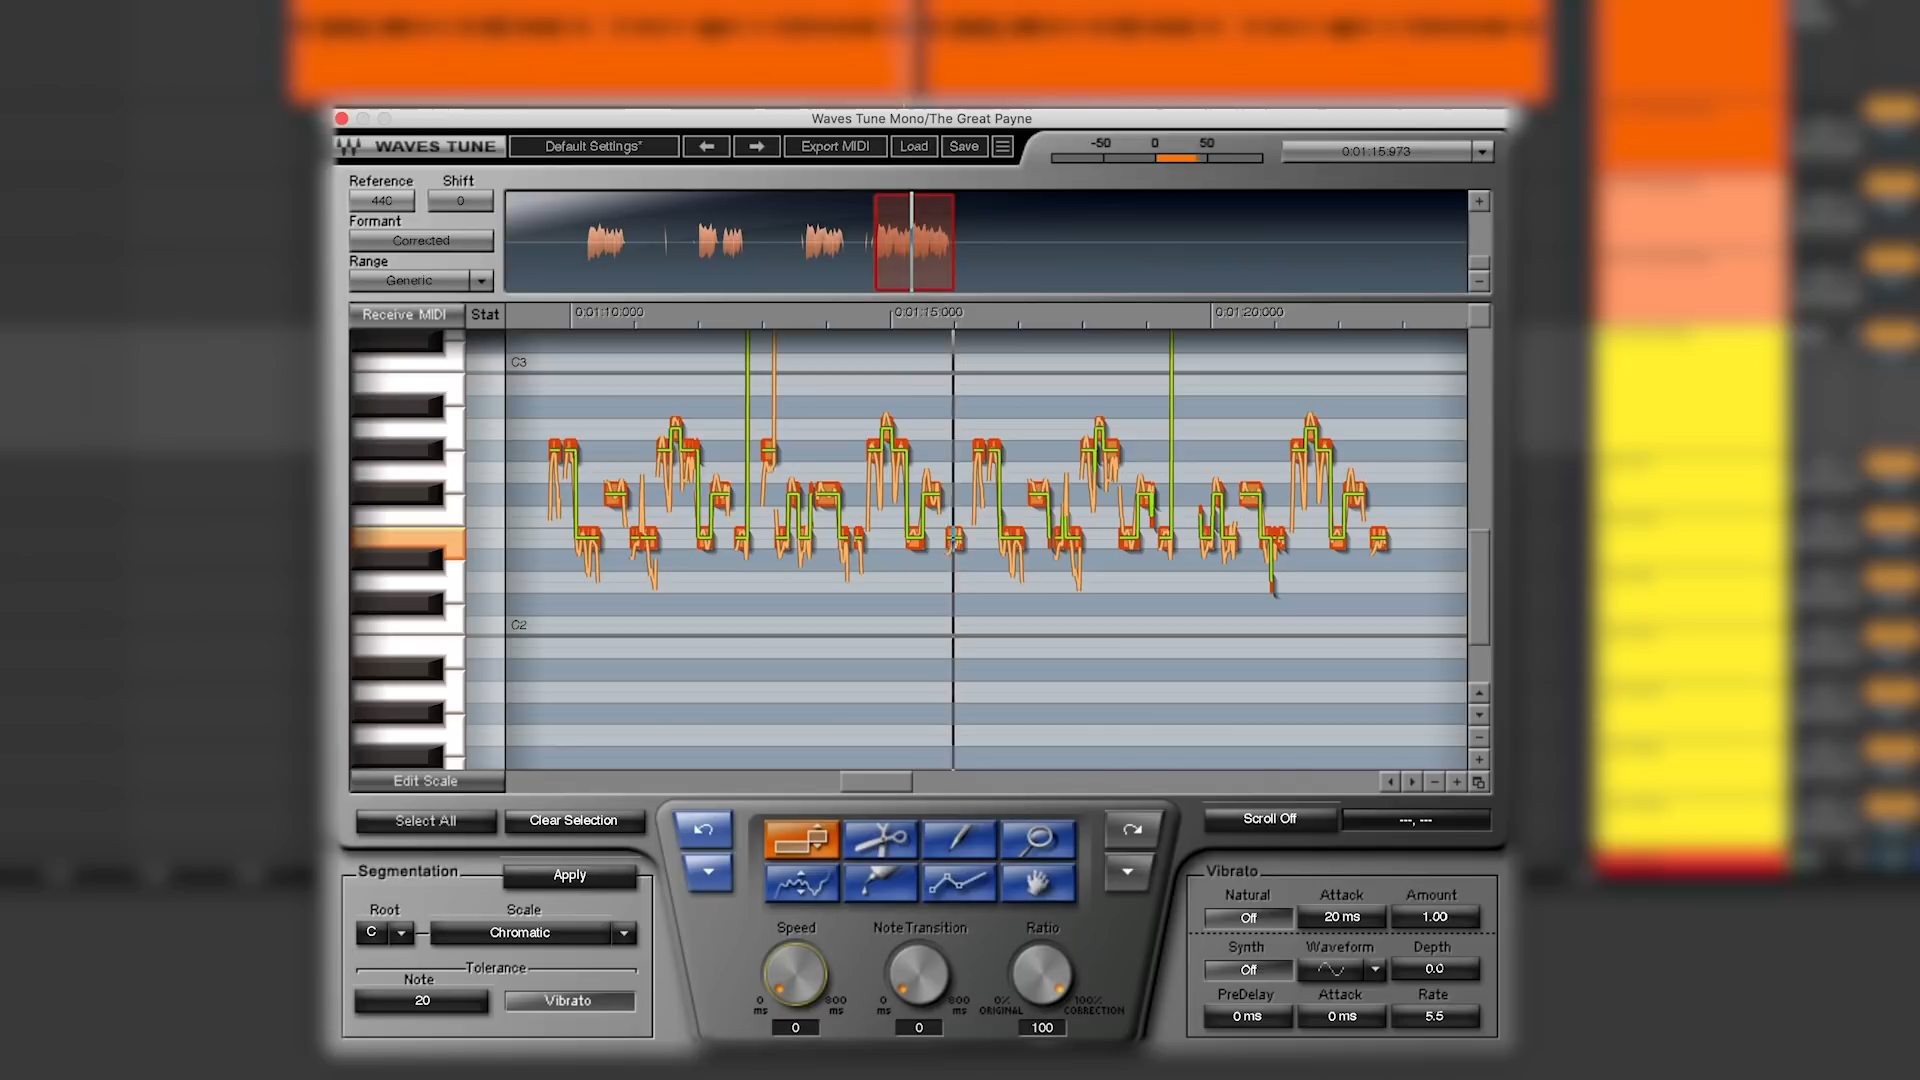 Waves Tune Mono/The Great Payne
WAVES TUNE
Default Settings*
Export MIDI
Load
Save
-50 0 50
0:01:15:973
Reference
Shift
440
0
Formant
Corrected
Range
Generic
Receive MIDI
Stat
0:01:10:000
0:01:15:000
0:01:20:000
C3
C2
Edit Scale
Select All
Clear Selection
Scroll Off
---, ---
Segmentation
Apply
Root
Scale
C
Chromatic
Tolerance
Note
20
Vibrato
Speed
0 ms
800 ms
0
Note Transition
0 ms
800 ms
0
Ratio
0% ORIGINAL
100% CORRECTION
100
Vibrato
Natural
Attack
Amount
Off
20 ms
1.00
Synth
Waveform
Depth
Off
0.0
PreDelay
Attack
Rate
0 ms
0 ms
5.5